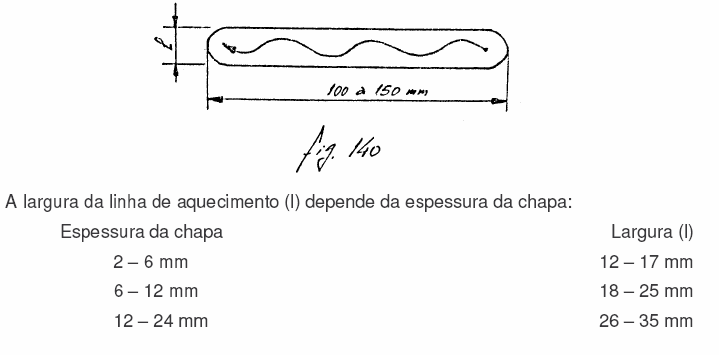 l
100 a 150 mm
fig. 140
A largura da linha de aquecimento (l) depende da espessura da chapa:
Espessura da chapa Largura (l)
2 – 6 mm 12 – 17 mm
6 – 12 mm 18 – 25 mm
12 – 24 mm 26 – 35 mm